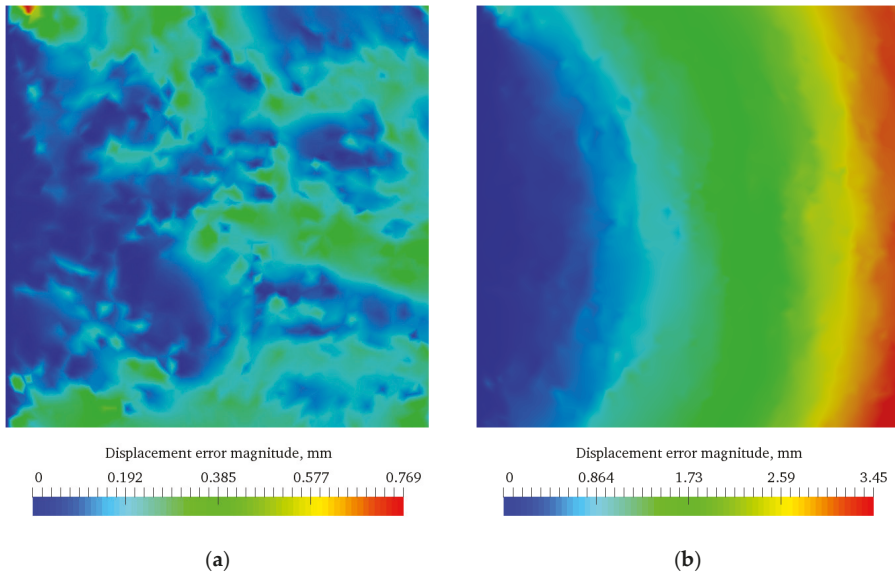 Displacement error magnitude, mm
0 0.192 0.385 0.577 0.769
(a)
Displacement error magnitude, mm
0 0.864 1.73 2.59 3.45
(b)